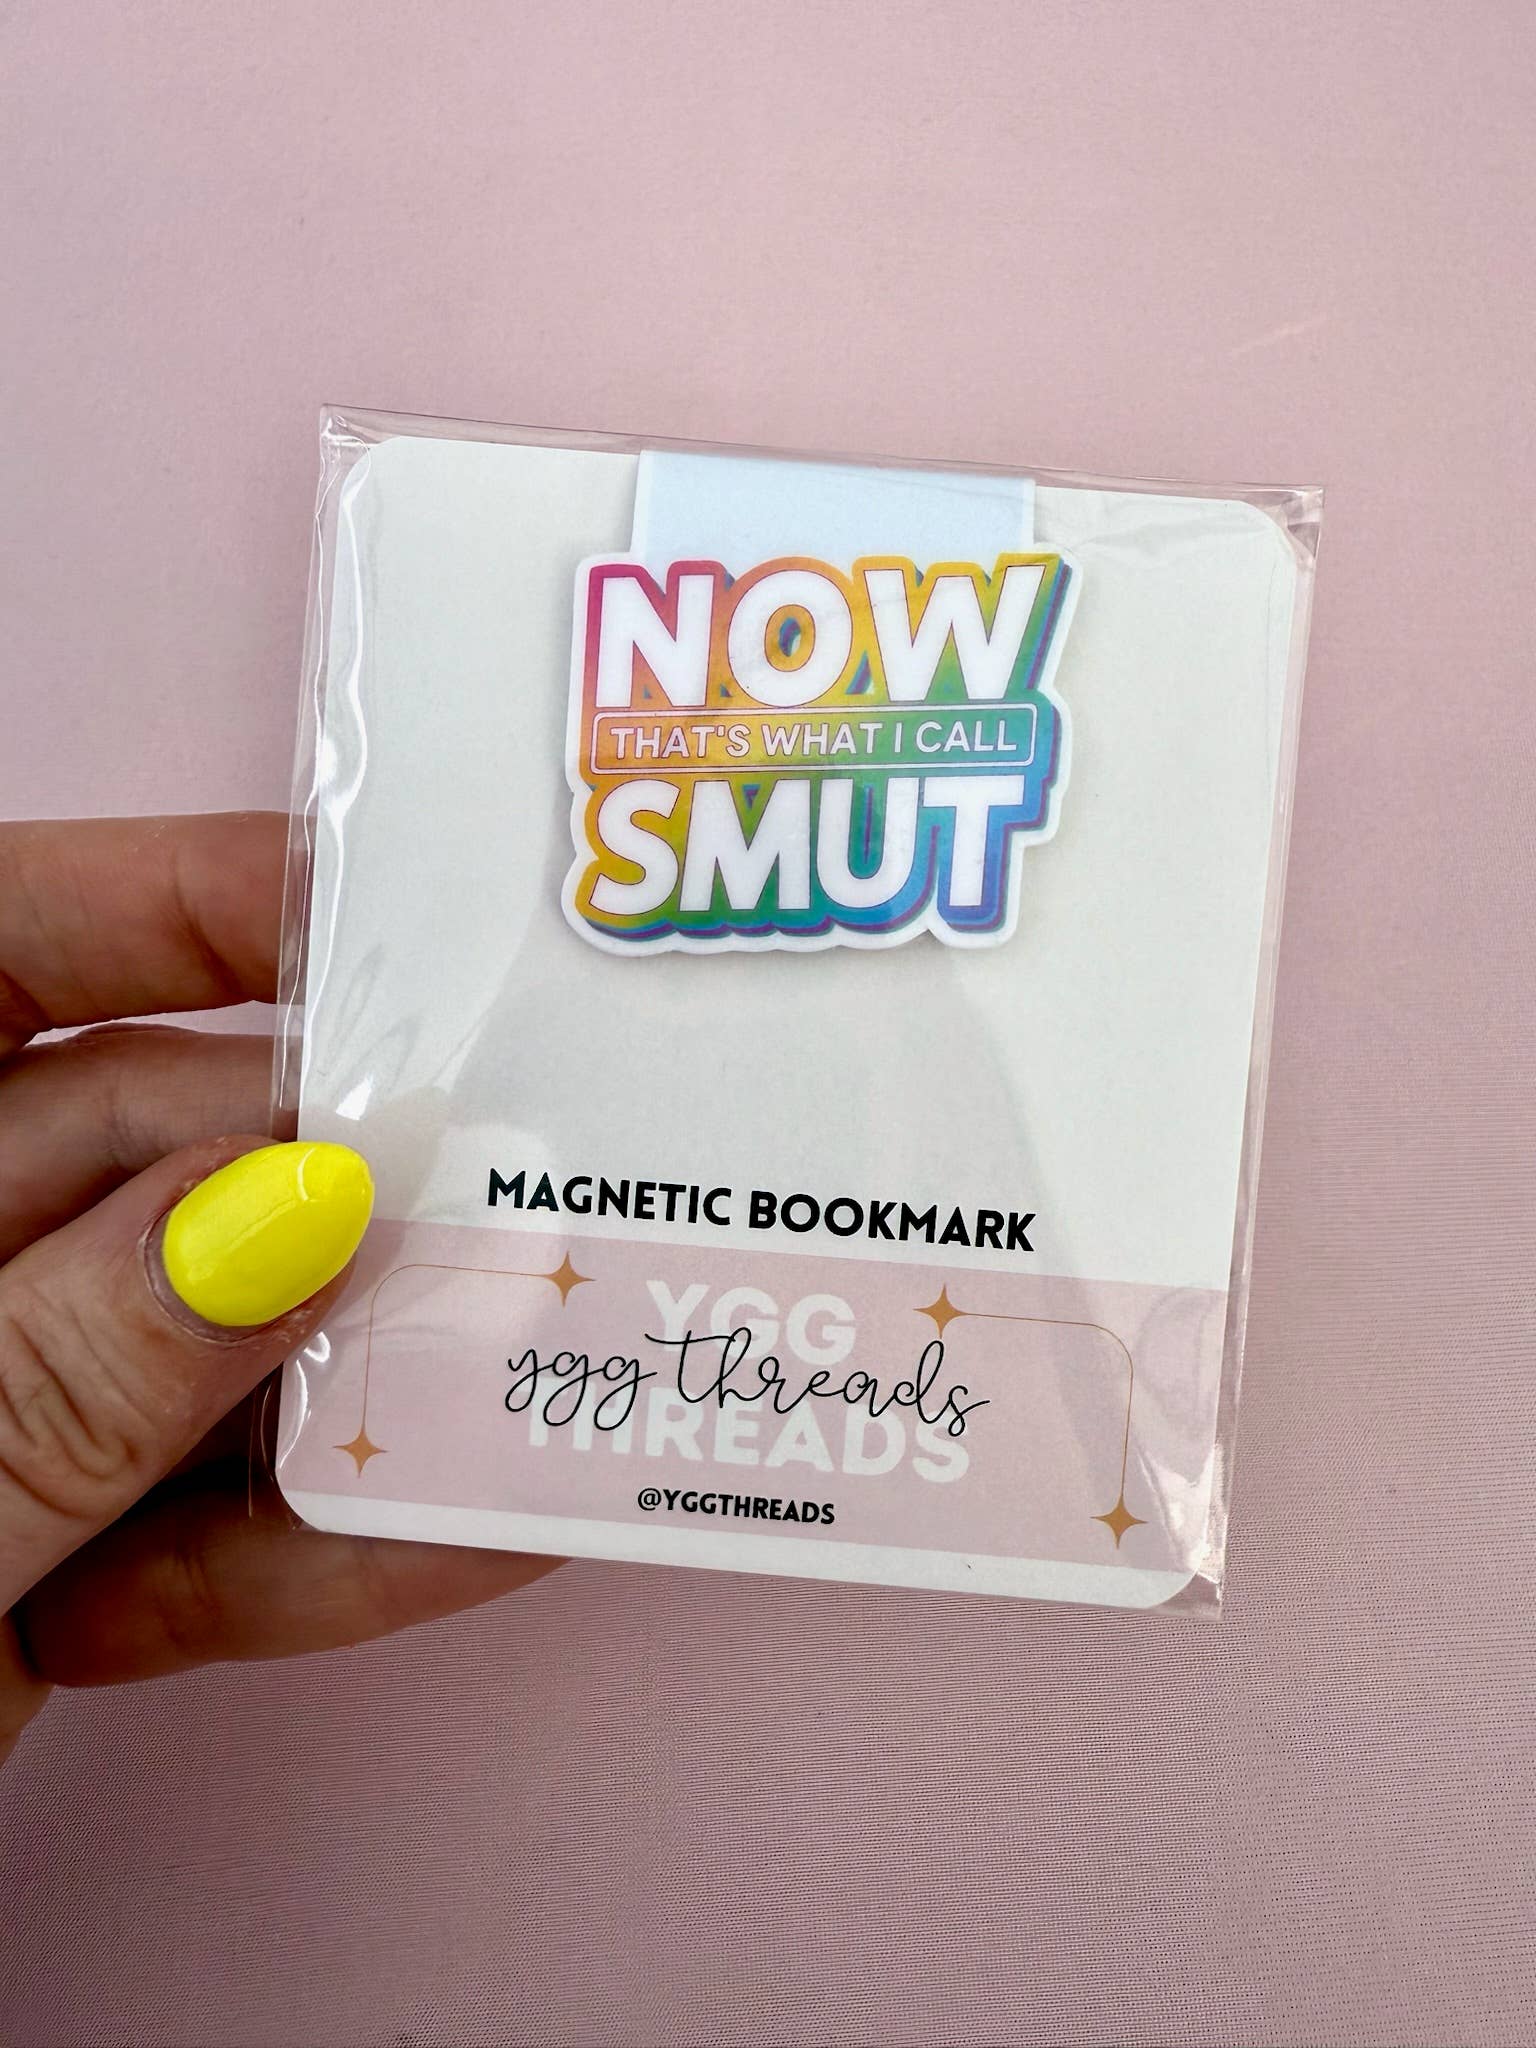 NOW
THAT'S WHAT I CALL
SMUT
MAGNETIC BOOKMARK
YGG
ygg threads
THREADS
@YGGTHREADS